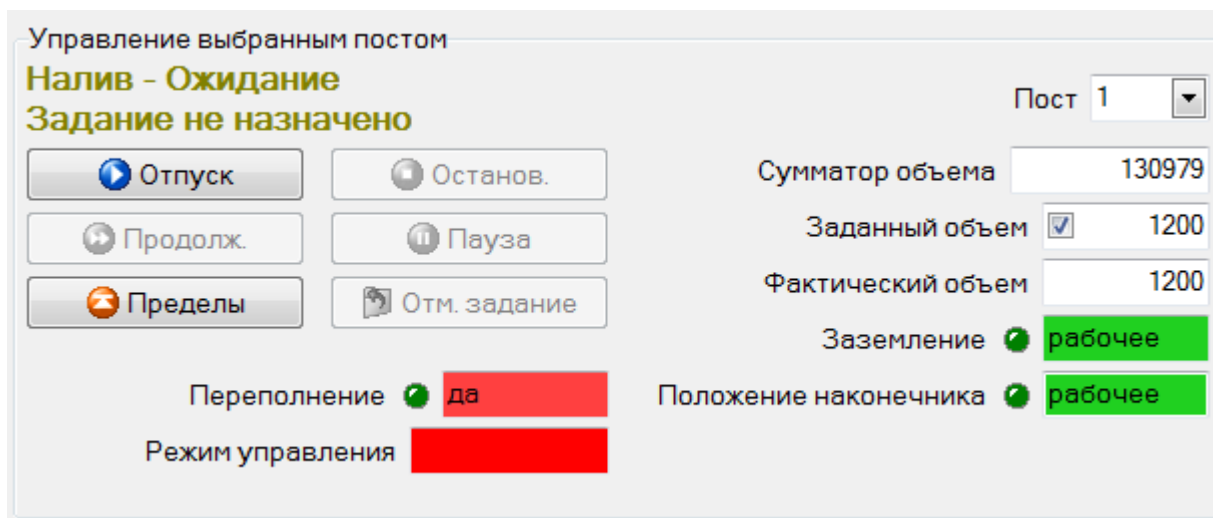 Управление выбранным постом
Налив - Ожидание
Задание не назначено
Пост 1
Отпуск
Останов.
Сумматор объема 130979
Продолж.
Пауза
Заданный объем 1200
Пределы
Отм. задание
Фактический объем 1200
Заземление рабочее
Переполнение да
Положение наконечника рабочее
Режим управления